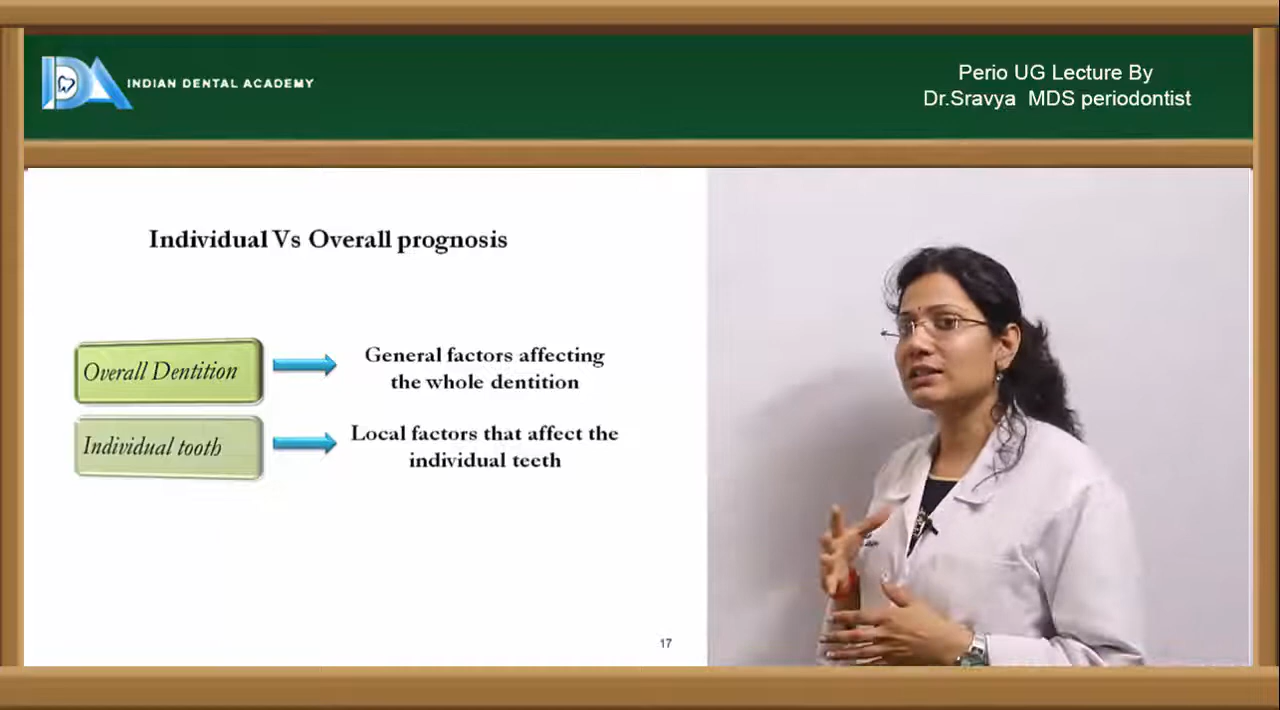 IDA
INDIAN DENTAL ACADEMY
Perio UG Lecture By
Dr.Sravya  MDS periodontist
Individual Vs Overall prognosis
Overall Dentition
General factors affecting
the whole dentition
Individual tooth
Local factors that affect the
individual teeth
17